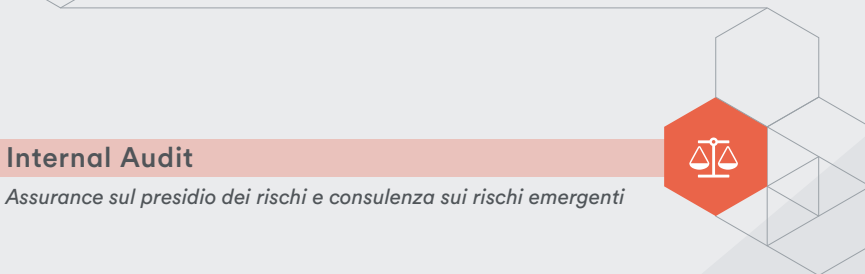 Internal Audit
Assurance sul presidio dei rischi e consulenza sui rischi emergenti